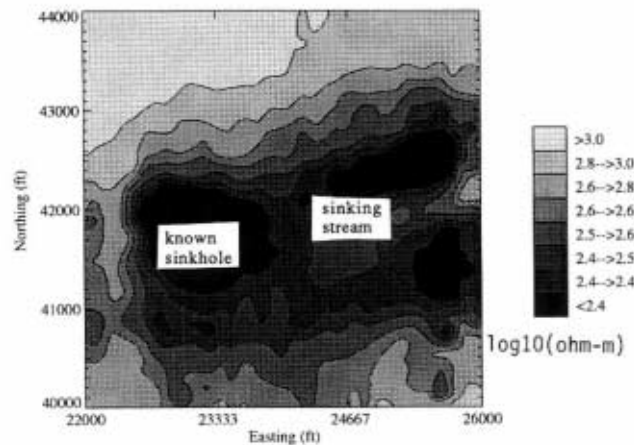 44000
43000
42000
41000
40000
Northing (ft)
known
sinkhole
sinking
stream
22000
23333
24667
26000
Easting (ft)
>3.0
2.8-->3.0
2.6-->2.8
2.6-->2.6
2.5-->2.6
2.4-->2.5
2.4-->2.4
<2.4
log10(ohm-m)